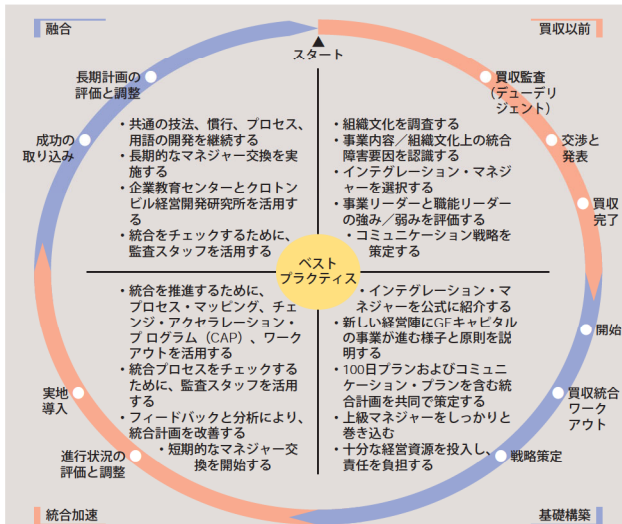 融合
買収以前
スタート
買収監査
(デューデリ
ジェント)
交渉と
発表
買収
完了
・組織文化を調査する
・事業内容／組織文化上の統合
障害要因を認識する
・インテグレーション・マネジ
ャーを選択する
・事業リーダーと職能リーダー
の強み／弱みを評価する
・コミュニケーション戦略を
策定する
開始
買収統合
ワーク
アウト
戦略策定
・インテグレーション・マ
ネジャーを公式に紹介する
・新しい経営陣にGEキャピタル
の事業が進む様子と原則を説
明する
・100日プランおよびコミュニ
ケーション・プランを含む統
合計画を共同で策定する
・上級マネジャーをしっかりと
巻き込む
・十分な経営資源を投入し、
責任を負担する
基礎構築
・統合を推進するために、
プロセス・マッピング、チェ
ンジ・アクセラレーション・
プ ログラム（CAP）、ワーク
アウトを活用する
・統合プロセスをチェックする
ために、監査スタッフを活用
する
・フィードバックと分析により、
統合計画を改善する
・短期的なマネジャー交
換を開始する
実地
導入
進行状況の
評価と調整
統合加速
長期計画の
評価と調整
成功の
取り込み
・共通の技法、慣行、プロセス、
用語の開発を継続する
・長期的なマネジャー交換を実
施する
・企業教育センターとクロトン
ビル経営開発研究所を活用す
る
・統合をチェックするために、
監査スタッフを活用する
ベスト
プラクティス